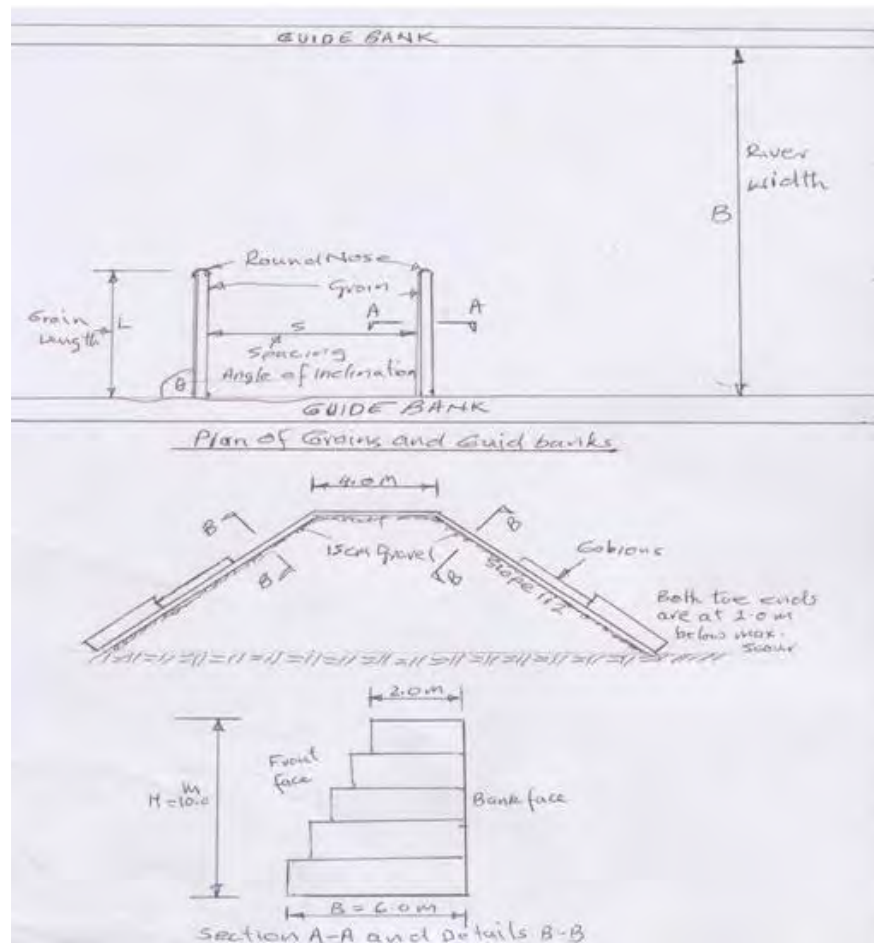 GUIDE BANK
River
width
B
Round Nose
Groin
A A
Groin
Length
L
S
Spacing
Angle of Inclination
θ
GUIDE BANK
Plan of Groins and Guid banks
4.0 M
B B
15cm Gravel
B B
Slope 1:2
Gabions
Both toe ends
are at
below max.
Scour
2.0 m
Front
face
Bank face
H = 10.0 m
B = 6.0 m
Section A-A and Details B-B